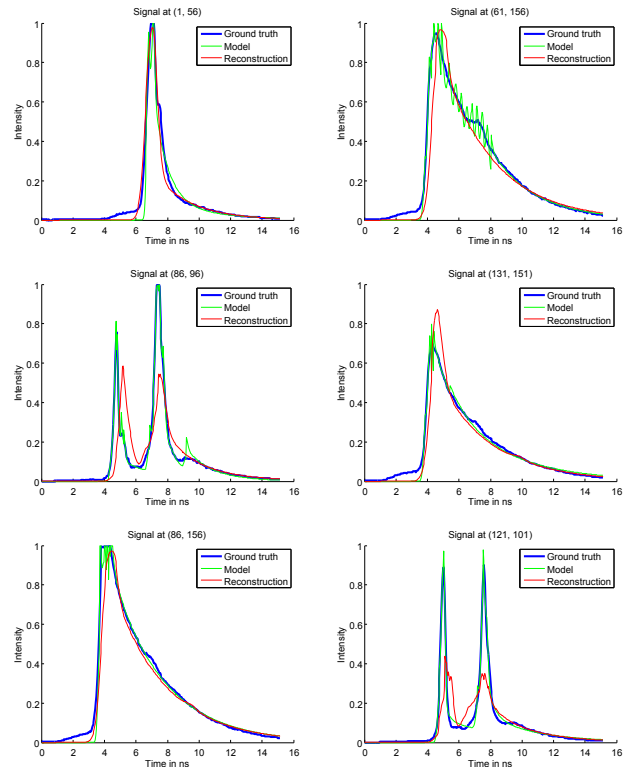 Signal at (1, 56)
Intensity
1
0.8
0.6
0.4
0.2
0
0 2 4 6 8 10 12 14 16
Time in ns
Ground truth
Model
Reconstruction
Signal at (61, 156)
Intensity
1
0.8
0.6
0.4
0.2
0
0 2 4 6 8 10 12 14 16
Time in ns
Ground truth
Model
Reconstruction
Signal at (86, 96)
Intensity
1
0.8
0.6
0.4
0.2
0
0 2 4 6 8 10 12 14 16
Time in ns
Ground truth
Model
Reconstruction
Signal at (131, 151)
Intensity
1
0.8
0.6
0.4
0.2
0
0 2 4 6 8 10 12 14 16
Time in ns
Ground truth
Model
Reconstruction
Signal at (86, 156)
Intensity
1
0.8
0.6
0.4
0.2
0
0 2 4 6 8 10 12 14 16
Time in ns
Ground truth
Model
Reconstruction
Signal at (121, 101)
Intensity
1
0.8
0.6
0.4
0.2
0
0 2 4 6 8 10 12 14 16
Time in ns
Ground truth
Model
Reconstruction